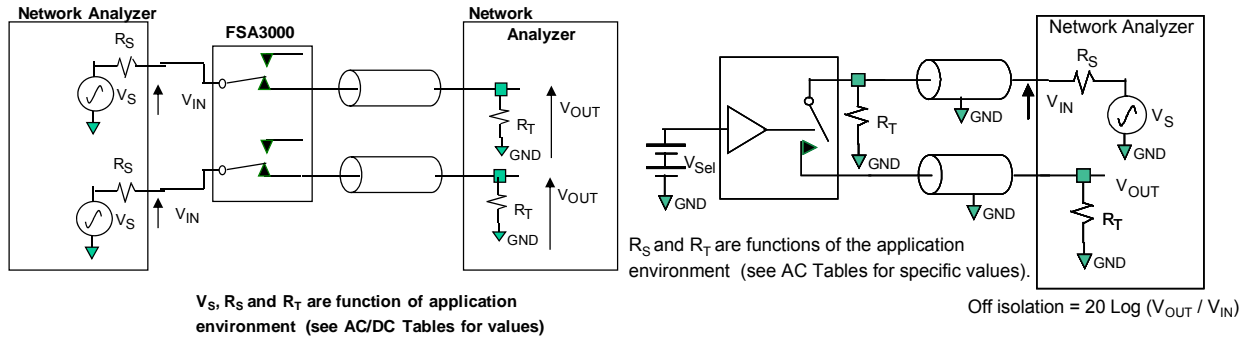 Network Analyzer
FSA3000
Network
Analyzer
RS
VS
VIN
VOUT
RT
GND
RS
VS
VIN
VOUT
RT
GND
VS, RS and RT are function of application
environment (see AC/DC Tables for values)
Network Analyzer
RS
VIN
VS
GND
GND
RT
GND
VSel
GND
VOUT
RT
GND
GND
RS and RT are functions of the application
environment (see AC Tables for specific values).
Off isolation = 20 Log (VOUT / VIN)